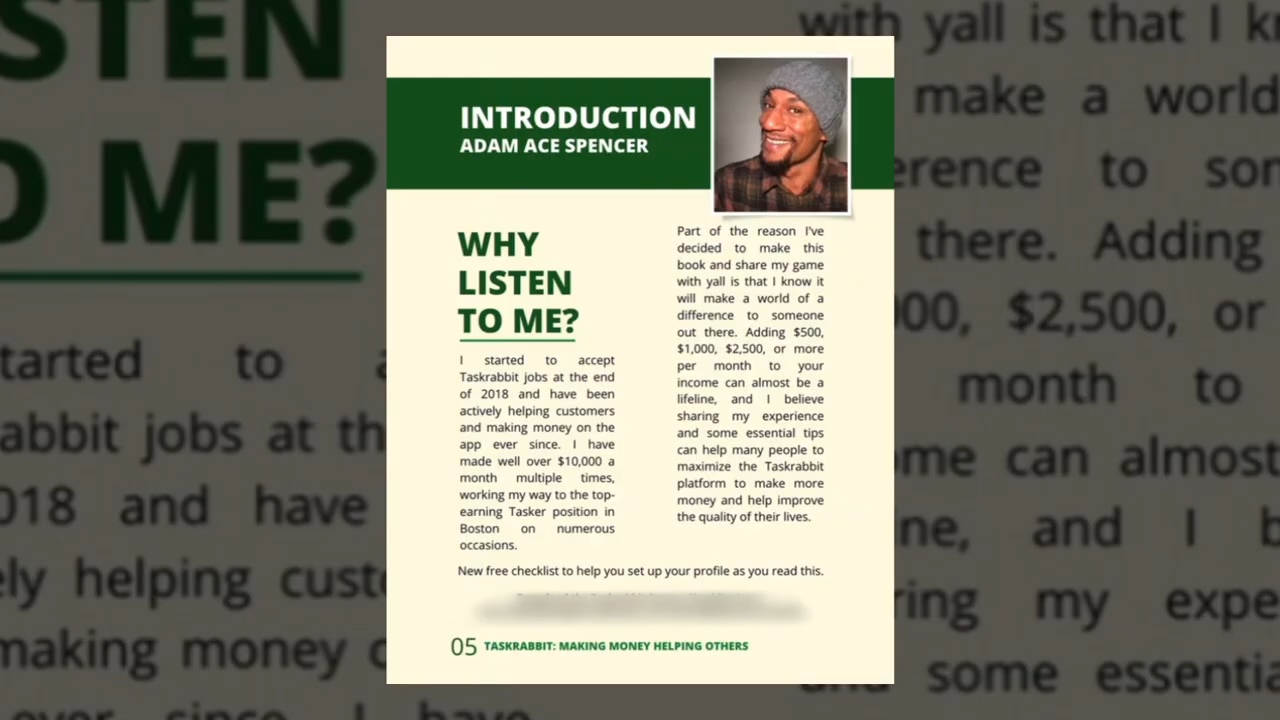 INTRODUCTION
ADAM ACE SPENCER
WHY
LISTEN
TO ME?
I started to accept
Taskrabbit jobs at the end
of 2018 and have been
actively helping customers
and making money on the
app ever since. I have
made well over $10,000 a
month multiple times,
working my way to the top-
earning Tasker position in
Boston on numerous
occasions.
Part of the reason I've
decided to make this
book and share my game
with yall is that I know it
will make a world of a
difference to someone
out there. Adding $500,
$1,000, $2,500, or more
per month to your
income can almost be a
lifeline, and I believe
sharing my experience
and some essential tips
can help many people to
maximize the Taskrabbit
platform to make more
money and help improve
the quality of their lives.
New free checklist to help you set up your profile as you read this.
05 TASKRABBIT: MAKING MONEY HELPING OTHERS